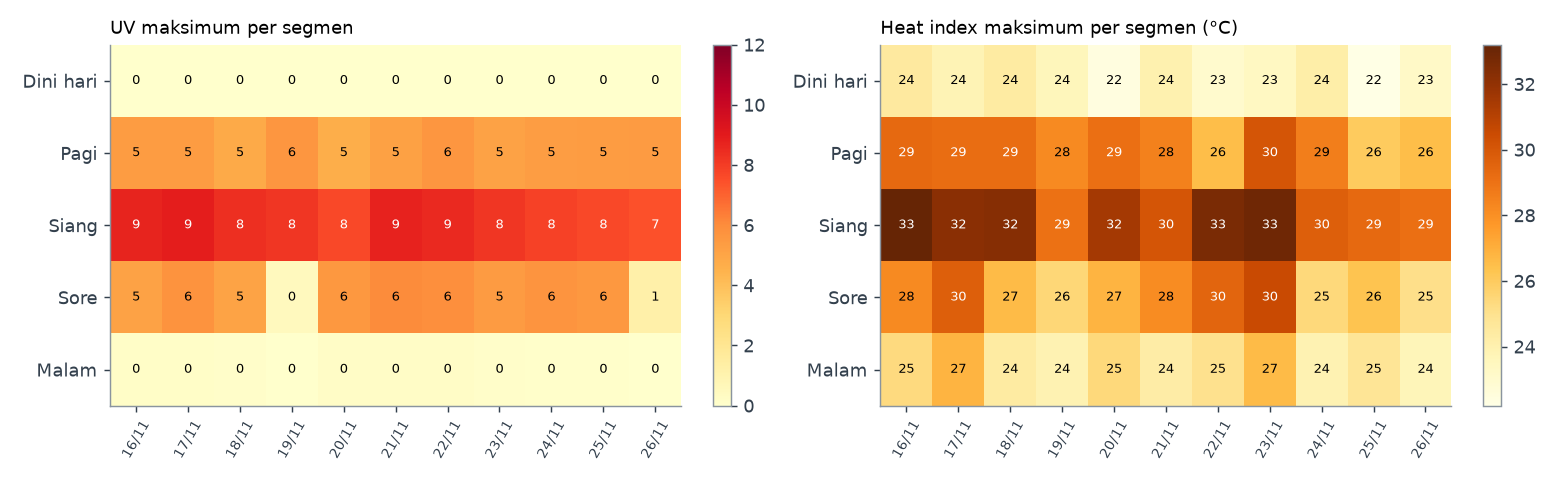 UV maksimum per segmen
Dini hari 0 0 0 0 0 0 0 0 0 0 0
Pagi 5 5 5 6 5 5 6 5 5 5 5
Siang 9 9 8 8 8 9 9 8 8 8 7
Sore 5 6 5 0 6 6 6 5 6 6 1
Malam 0 0 0 0 0 0 0 0 0 0 0
16/11 17/11 18/11 19/11 20/11 21/11 22/11 23/11 24/11 25/11 26/11
12
10
8
6
4
2
0
Heat index maksimum per segmen (°C)
Dini hari 24 24 24 24 22 24 23 23 24 22 23
Pagi 29 29 29 28 29 28 26 30 29 26 26
Siang 33 32 32 29 32 30 33 33 30 29 29
Sore 28 30 27 26 27 28 30 30 25 26 25
Malam 25 27 24 24 25 24 25 27 24 25 24
16/11 17/11 18/11 19/11 20/11 21/11 22/11 23/11 24/11 25/11 26/11
32
30
28
26
24